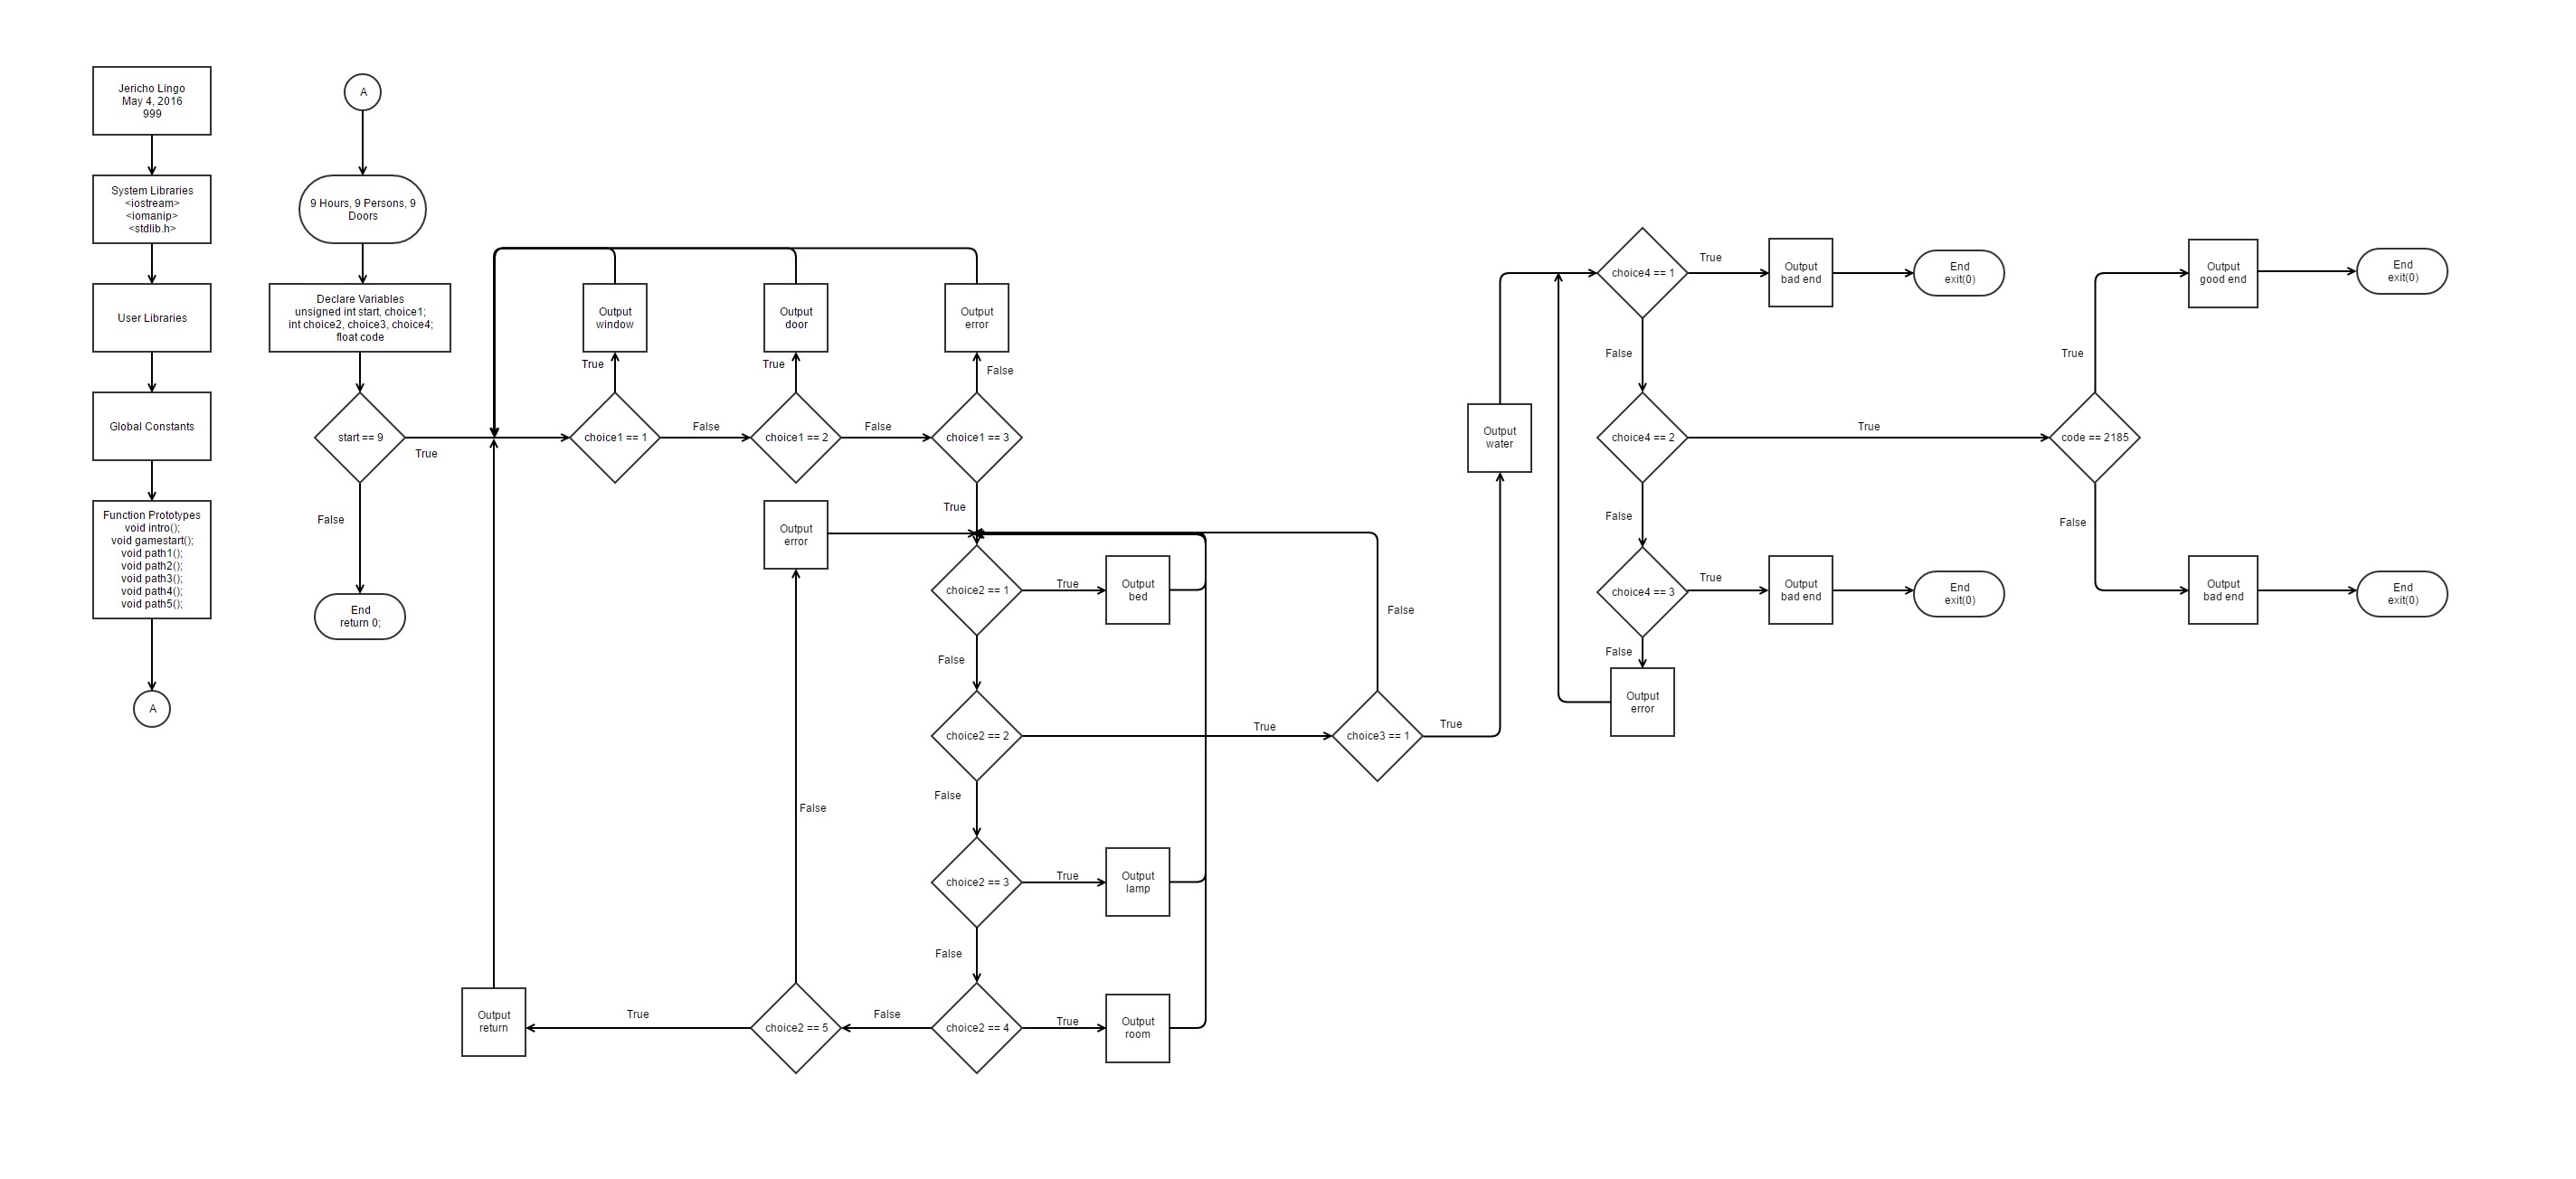 Jericho Lingo
May 4, 2016
999
System Libraries
<iostream>
<iomanip>
<stdlib.h>
User Libraries
Global Constants
Function Prototypes
void intro();
void gamestart();
void path1();
void path2();
void path3();
void path4();
void path5();
A
A
9 Hours, 9 Persons, 9
Doors
Declare Variables
unsigned int start, choice1;
int choice2, choice3, choice4;
float code
start == 9
True
False
End
return 0;
choice1 == 1
True
Output
window
False
choice1 == 2
True
Output
door
False
choice1 == 3
False
Output
error
True
Output
error
choice2 == 1
True
Output
bed
False
choice2 == 2
True
False
choice2 == 3
True
Output
lamp
False
choice2 == 4
True
Output
room
False
choice2 == 5
False
True
Output
return
choice3 == 1
False
True
Output
water
choice4 == 1
True
Output
bad end
End
exit(0)
False
choice4 == 2
True
False
choice4 == 3
True
Output
bad end
End
exit(0)
False
Output
error
code == 2185
True
Output
good end
End
exit(0)
False
Output
bad end
End
exit(0)